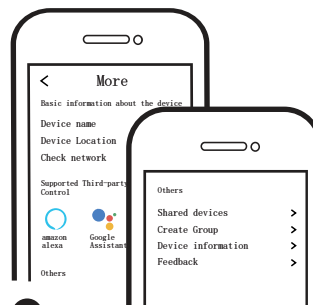 More
Basic information about the device
Device name
Device Location
Check network
Supported Third-party
Control
amazon
alexa
Google
Assistant
Others
Others
Shared devices
Create Group
Device information
Feedback